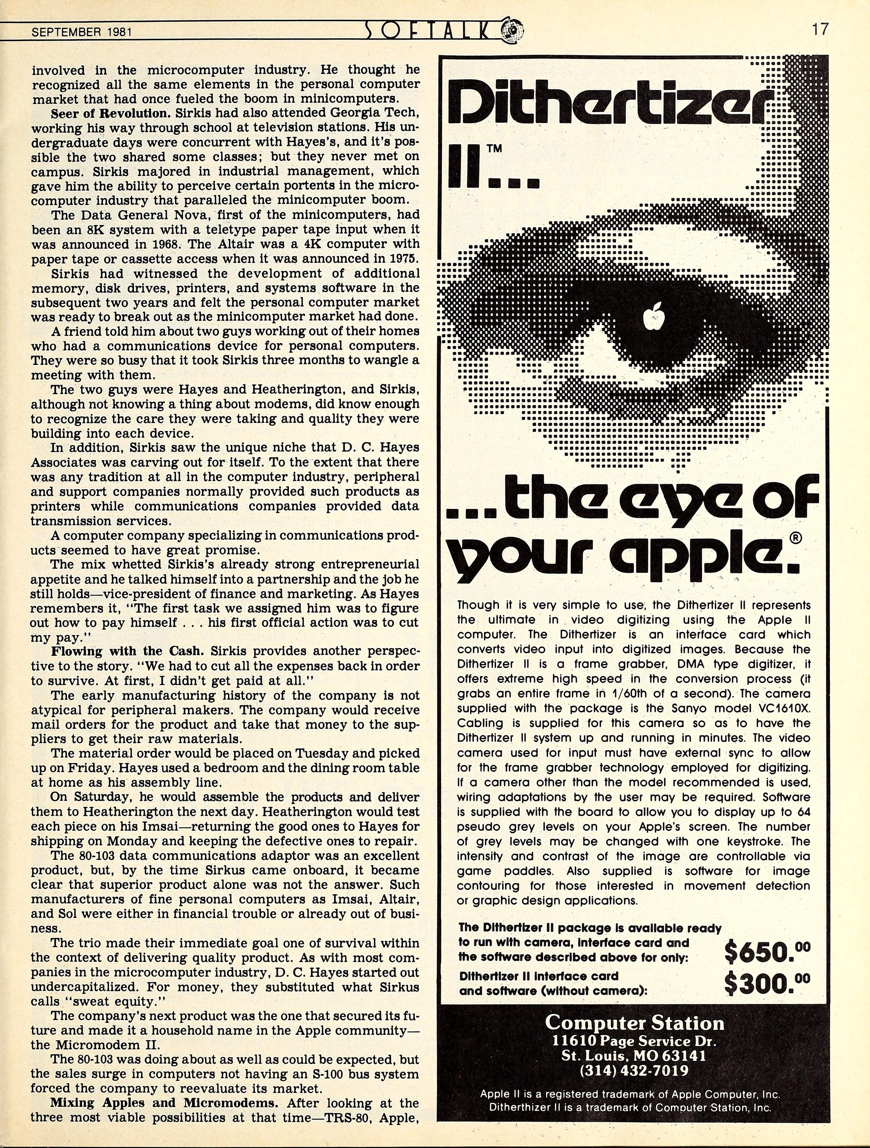 SEPTEMBER 1981
SOFTALK
17
involved in the microcomputer industry. He thought he
recognized all the same elements in the personal computer
market that had once fueled the boom in minicomputers.
Seer of Revolution. Sirkis had also attended Georgia Tech,
working his way through school at television stations. His un-
dergraduate days were concurrent with Hayes's, and it's pos-
sible the two shared some classes; but they never met on
campus. Sirkis majored in industrial management, which
gave him the ability to perceive certain portents in the micro-
computer industry that paralleled the minicomputer boom.
The Data General Nova, first of the minicomputers, had
been an 8K system with a teletype paper tape input when it
was announced in 1968. The Altair was a 4K computer with
paper tape or cassette access when it was announced in 1975.
Sirkis had witnessed the development of additional
memory, disk drives, printers, and systems software in the
subsequent two years and felt the personal computer market
was ready to break out as the minicomputer market had done.
A friend told him about two guys working out of their homes
who had a communications device for personal computers.
They were so busy that it took Sirkis three months to wangle a
meeting with them.
The two guys were Hayes and Heatherington, and Sirkis,
although not knowing a thing about modems, did know enough
to recognize the care they were taking and quality they were
building into each device.
In addition, Sirkis saw the unique niche that D. C. Hayes
Associates was carving out for itself. To the extent that there
was any tradition at all in the computer industry, peripheral
and support companies normally provided such products as
printers while communications companies provided data
transmission services.
A computer company specializing in communications prod-
ucts seemed to have great promise.
The mix whetted Sirkis's already strong entrepreneurial
appetite and he talked himself into a partnership and the job he
still holds—vice-president of finance and marketing. As Hayes
remembers it, "The first task we assigned him was to figure
out how to pay himself . . . his first official action was to cut
my pay."
Flowing with the Cash. Sirkis provides another perspec-
tive to the story. "We had to cut all the expenses back in order
to survive. At first, I didn't get paid at all."
The early manufacturing history of the company is not
atypical for peripheral makers. The company would receive
mail orders for the product and take that money to the sup-
pliers to get their raw materials.
The material order would be placed on Tuesday and picked
up on Friday. Hayes used a bedroom and the dining room table
at home as his assembly line.
On Saturday, he would assemble the products and deliver
them to Heatherington the next day. Heatherington would test
each piece on his Imsai—returning the good ones to Hayes for
shipping on Monday and keeping the defective ones to repair.
The 80-103 data communications adaptor was an excellent
product, but, by the time Sirkus came onboard, it became
clear that superior product alone was not the answer. Such
manufacturers of fine personal computers as Imsai, Altair,
and Sol were either in financial trouble or already out of busi-
ness.
The trio made their immediate goal one of survival within
the context of delivering quality product. As with most com-
panies in the microcomputer industry, D. C. Hayes started out
undercapitalized. For money, they substituted what Sirkus
calls "sweat equity."
The company's next product was the one that secured its fu-
ture and made it a household name in the Apple community—
the Micromodem II.
The 80-103 was doing about as well as could be expected, but
the sales surge in computers not having an S-100 bus system
forced the company to reevaluate its market.
Mixing Apples and Micromodems. After looking at the
three most viable possibilities at that time—TRS-80, Apple,
Dithertizer
II™...
...the eye of
your apple.®
Though it is very simple to use, the Dithertizer II represents
the ultimate in video digitizing using the Apple II
computer. The Dithertizer is an interface card which
converts video input into digitized images. Because the
Dithertizer II is a frame grabber, DMA type digitizer, it
offers extreme high speed in the conversion process (it
grabs an entire frame in 1/60th of a second). The camera
supplied with the package is the Sanyo model VC1610X.
Cabling is supplied for this camera so as to have the
Dithertizer II system up and running in minutes. The video
camera used for input must have external sync to allow
for the frame grabber technology employed for digitizing.
If a camera other than the model recommended is used,
wiring adaptations by the user may be required. Software
is supplied with the board to allow you to display up to 64
pseudo grey levels on your Apple's screen. The number
of grey levels may be changed with one keystroke. The
intensity and contrast of the image are controllable via
game paddles. Also supplied is software for image
contouring for those interested in movement detection
or graphic design applications.
The Dithertizer II package is available ready
to run with camera, interface card and
the software described above for only: $650.00
Dithertizer II interface card
and software (without camera): $300.00
Computer Station
11610 Page Service Dr.
St. Louis, MO 63141
(314) 432-7019
Apple II is a registered trademark of Apple Computer, Inc.
Ditherthizer II is a trademark of Computer Station, Inc.